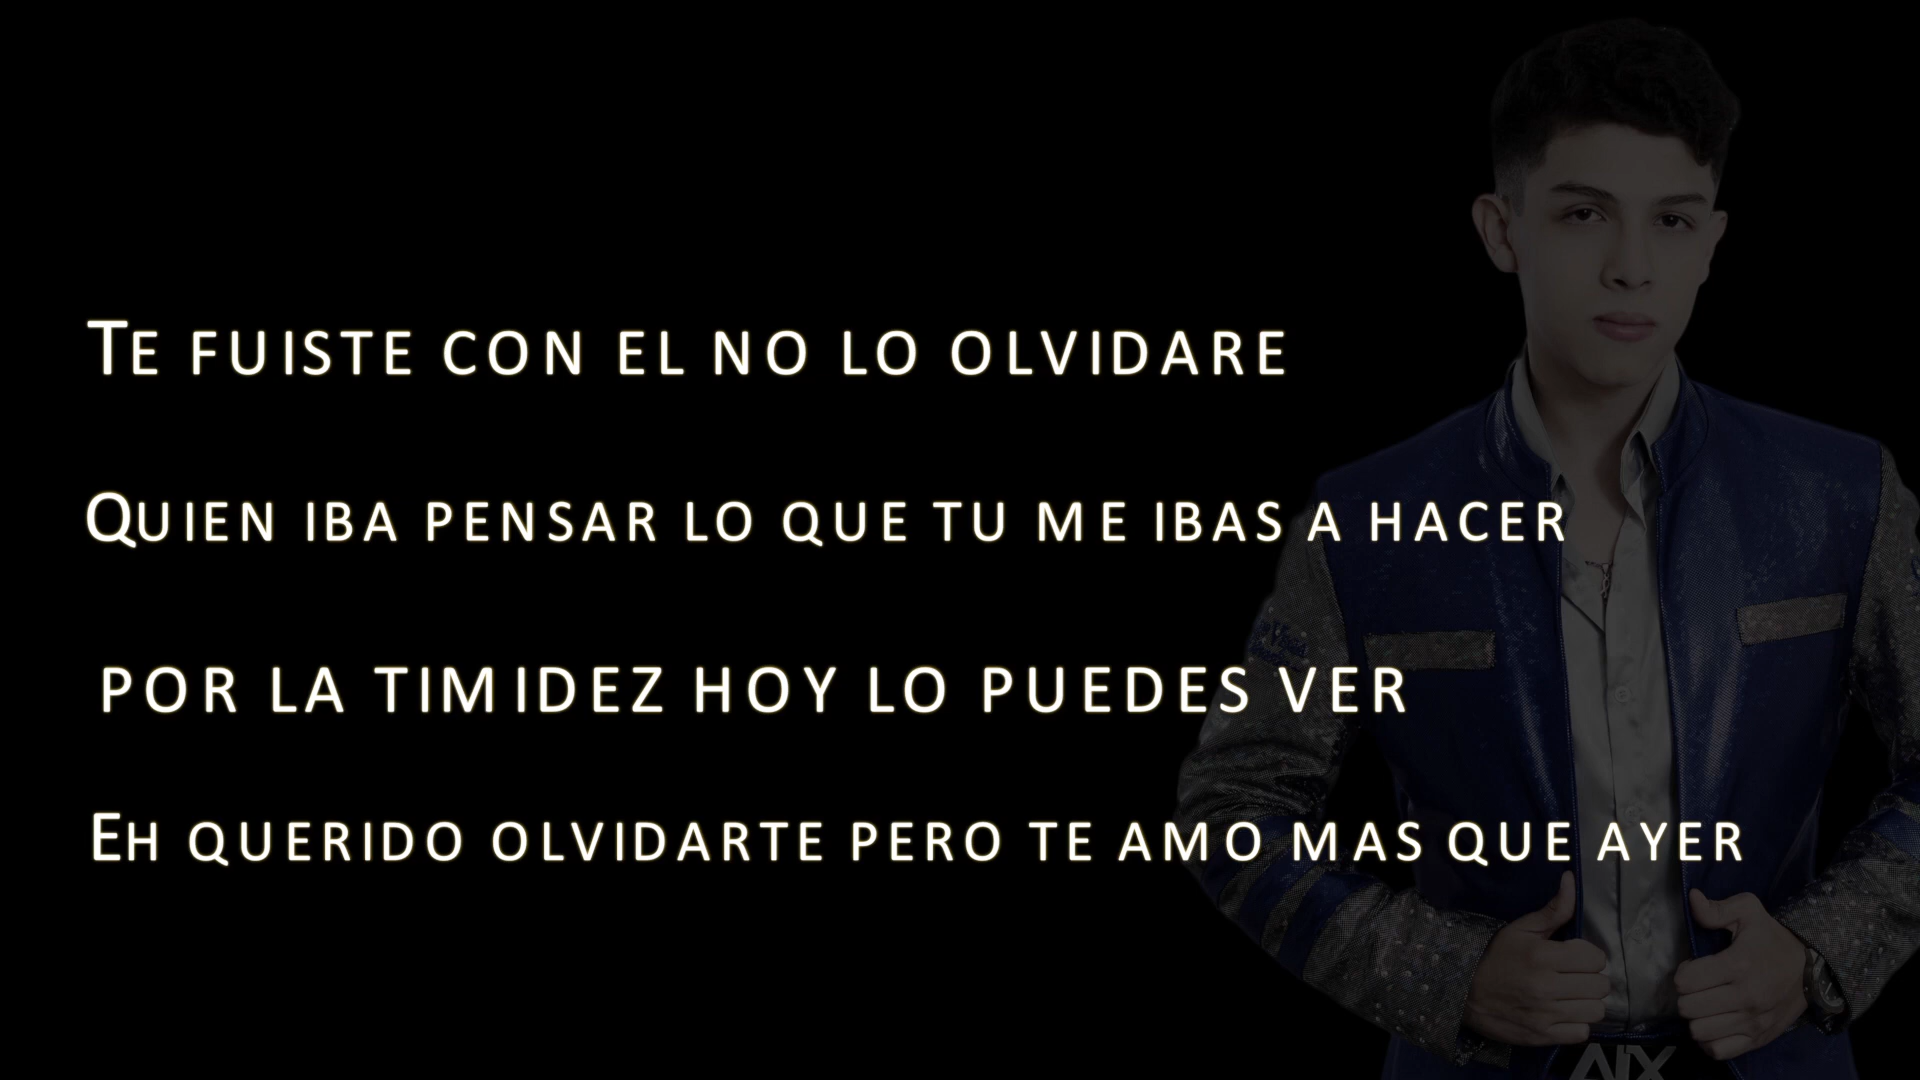 Te fuiste con el no lo olvidare
Quien iba pensar lo que tu me ibas a hacer
por la timidez hoy lo puedes ver
Eh querido olvidarte pero te amo mas que ayer